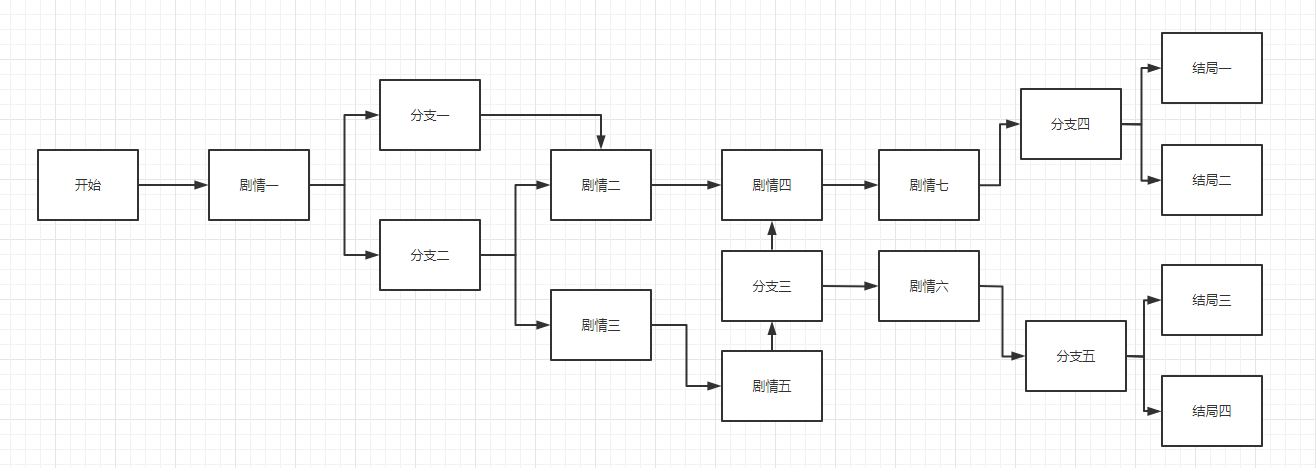 开始
剧情一
分支一
分支二
剧情二
剧情三
剧情四
分支三
剧情五
剧情七
剧情六
分支四
分支五
结局一
结局二
结局三
结局四